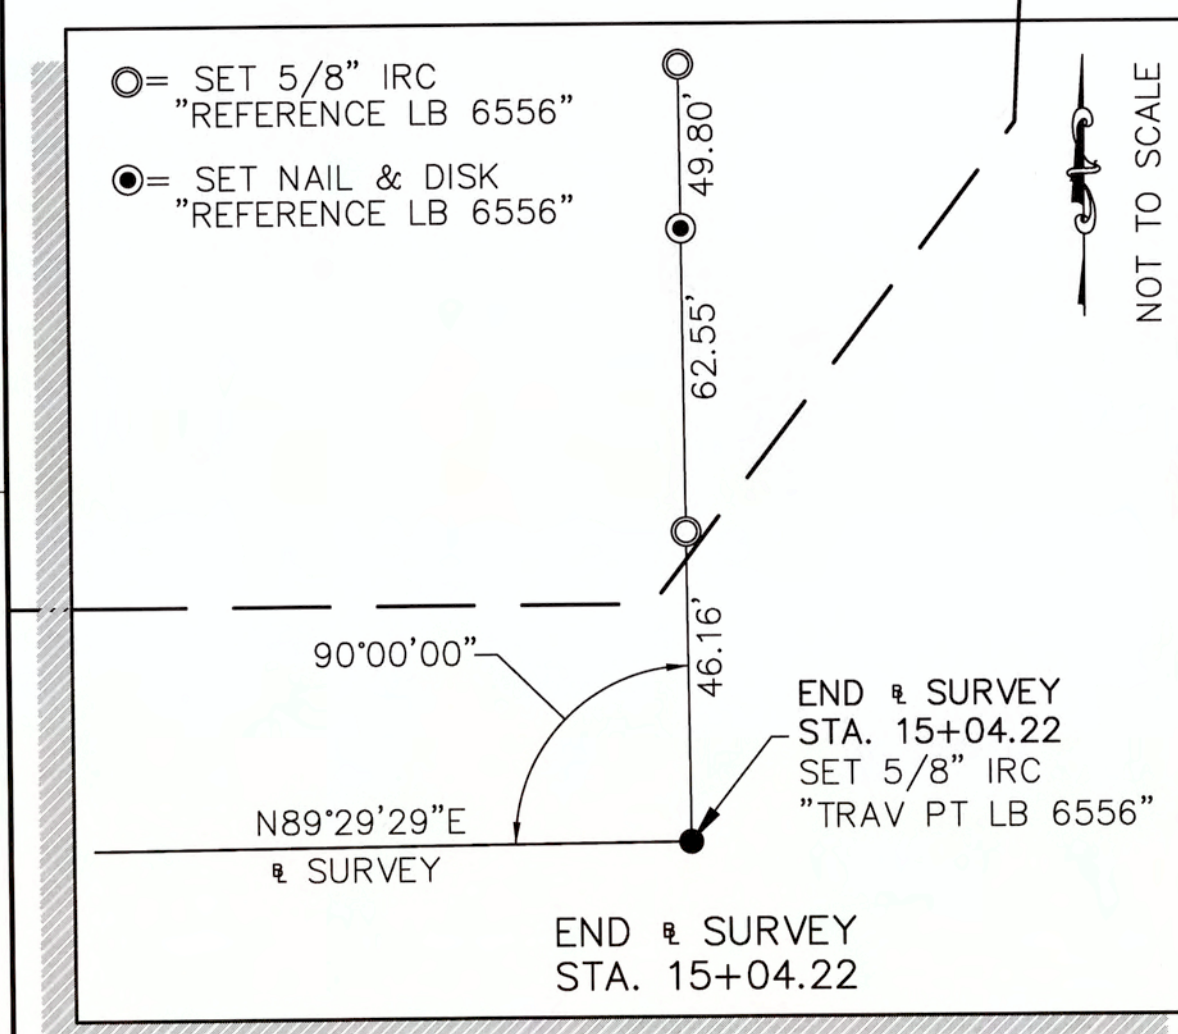 = SET 5/8" IRC
"REFERENCE LB 6556"
= SET NAIL & DISK
"REFERENCE LB 6556"
49.80'
62.55'
46.16'
NOT TO SCALE
90°00'00"
END ⅊ SURVEY
STA. 15+04.22
SET 5/8" IRC
"TRAV PT LB 6556"
N89°29'29"E
BL SURVEY
END BL SURVEY
STA. 15+04.22